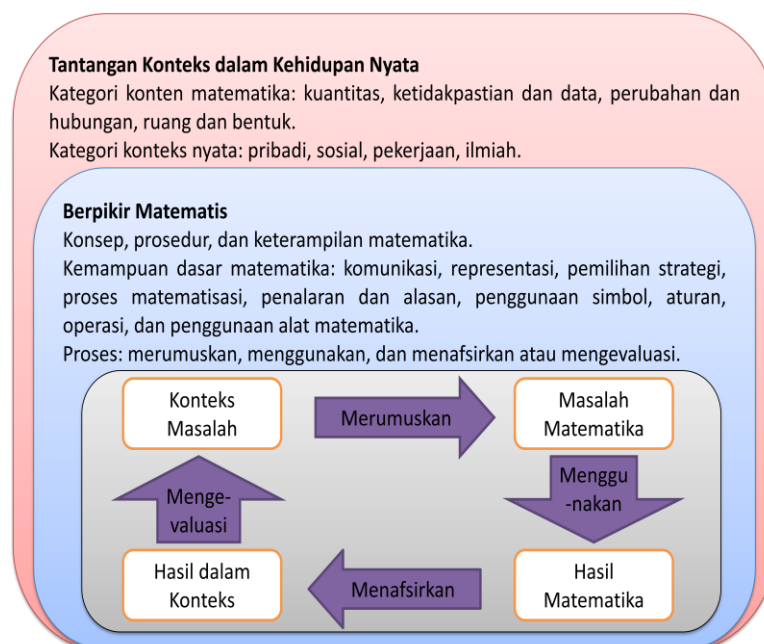 Tantangan Konteks dalam Kehidupan Nyata
Kategori konten matematika: kuantitas, ketidakpastian dan data, perubahan dan
hubungan, ruang dan bentuk.
Kategori konteks nyata: pribadi, sosial, pekerjaan, ilmiah.
Berpikir Matematis
Konsep, prosedur, dan keterampilan matematika.
Kemampuan dasar matematika: komunikasi, representasi, pemilihan strategi,
proses matematisasi, penalaran dan alasan, penggunaan simbol, aturan,
operasi, dan penggunaan alat matematika.
Proses: merumuskan, menggunakan, dan menafsirkan atau mengevaluasi.
Konteks
Masalah
Merumuskan
Masalah
Matematika
Menge-
valuasi
Menggu
-nakan
Hasil dalam
Konteks
Menafsirkan
Hasil
Matematika